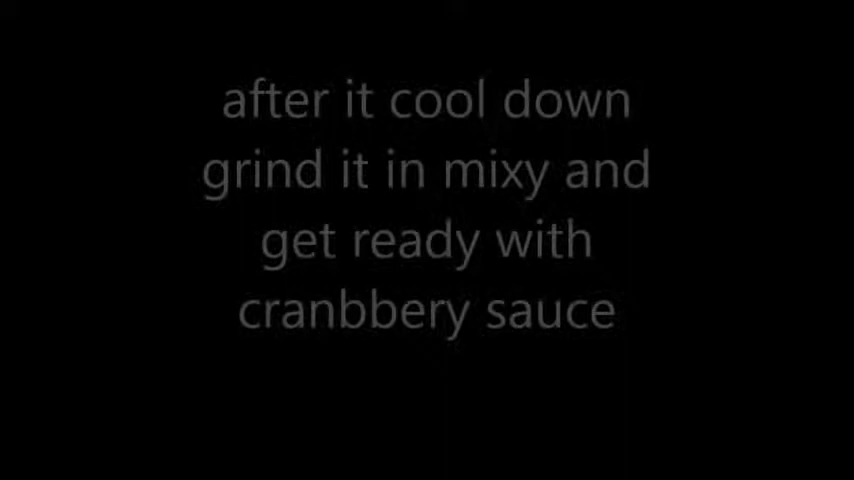 after it cool down
grind it in mixy and
get ready with
cranbbery sauce